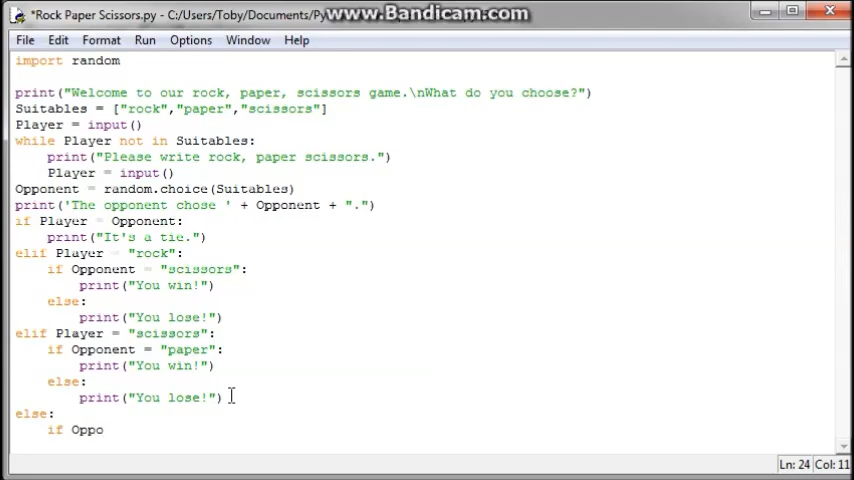 *Rock Paper Scissors.py - C:/Users/Toby/Documents/Py
www.Bandicam.com
File Edit Format Run Options Window Help
import random
print("Welcome to our rock, paper, scissors game.\nWhat do you choose?")
Suitables = ["rock","paper","scissors"]
Player = input()
while Player not in Suitables:
    print("Please write rock, paper scissors.")
    Player = input()
Opponent = random.choice(Suitables)
print('The opponent chose ' + Opponent + ".")
if Player = Opponent:
    print("It's a tie.")
elif Player = "rock":
    if Opponent = "scissors":
        print("You win!")
    else:
        print("You lose!")
elif Player = "scissors":
    if Opponent = "paper":
        print("You win!")
    else:
        print("You lose!")
else:
    if Oppo
Ln: 24 Col: 11